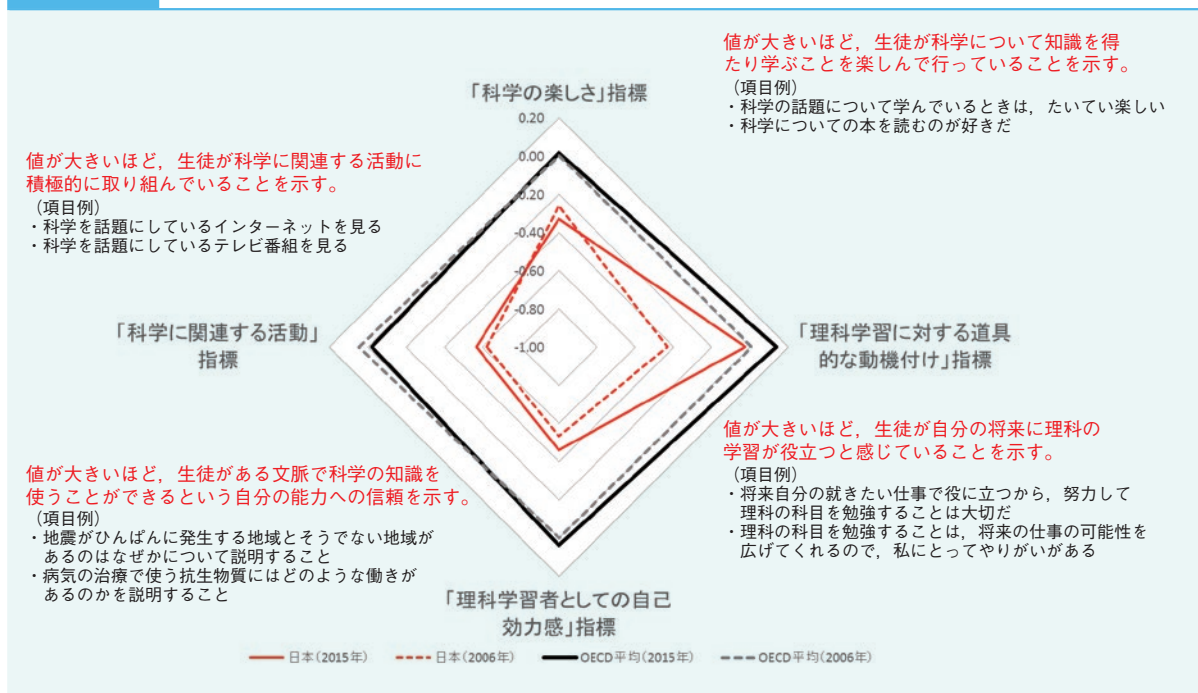 値が大きいほど，生徒が科学について知識を得
たり学ぶことを楽しんで行っていることを示す。
（項目例）
・科学の話題について学んでいるときは，たいてい楽しい
・科学についての本を読むのが好きだ
「科学の楽しさ」指標
値が大きいほど，生徒が科学に関連する活動に
積極的に取り組んでいることを示す。
（項目例）
・科学を話題にしているインターネットを見る
・科学を話題にしているテレビ番組を見る
0.20
0.00
-0.20
-0.40
-0.60
-0.80
-1.00
「科学に関連する活動」
指標
「理科学習に対する道具
的な動機付け」指標
値が大きいほど，生徒が自分の将来に理科の
学習が役立つと感じていることを示す。
（項目例）
・将来自分の就きたい仕事で役に立つから，努力して
理科の科目を勉強することは大切だ
・理科の科目を勉強することは，将来の仕事の可能性を
広げてくれるので，私にとってやりがいがある
値が大きいほど，生徒がある文脈で科学の知識を
使うことができるという自分の能力への信頼を示す。
（項目例）
・地震がひんぱんに発生する地域とそうでない地域が
あるのはなぜかについて説明すること
・病気の治療で使う抗生物質にはどのような働きが
あるのかを説明すること
「理科学習者としての自己
効力感」指標
日本（2015年）
日本（2006年）
OECD平均（2015年）
OECD平均（2006年）